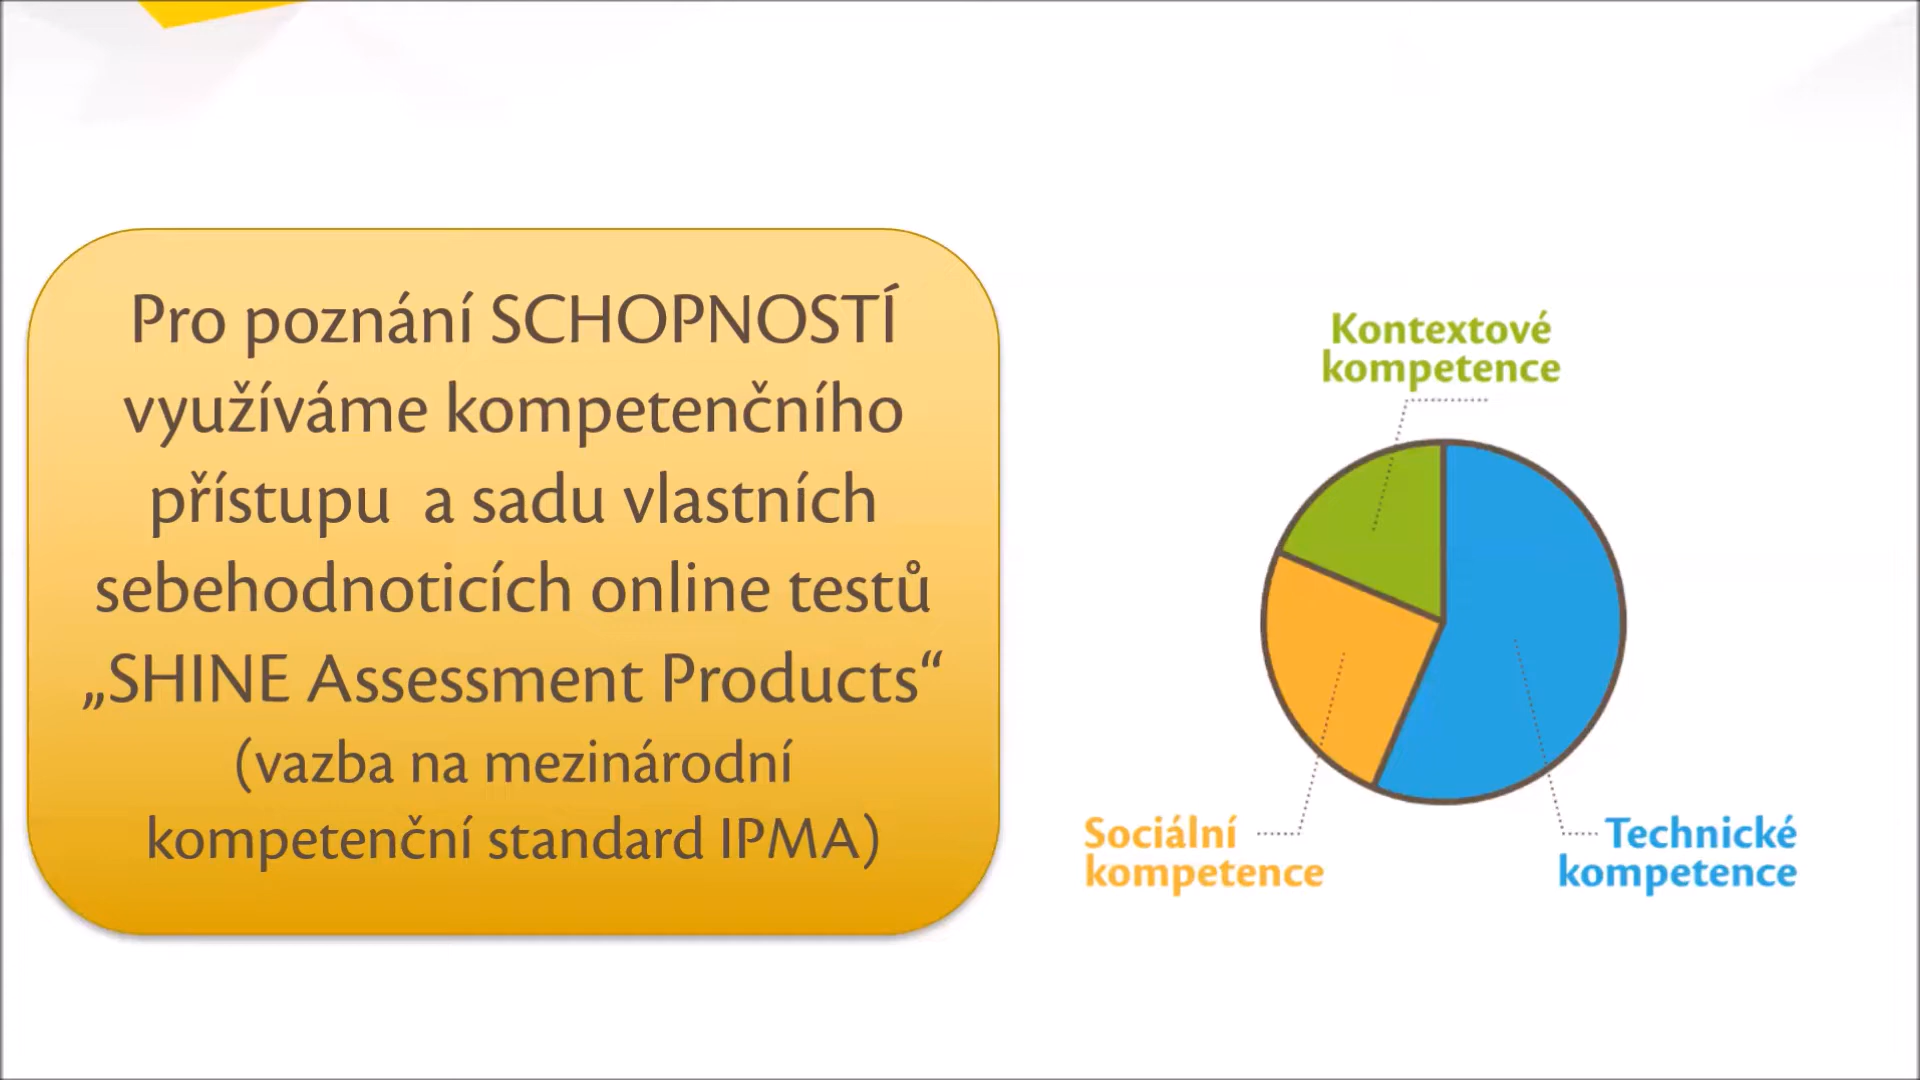 Pro poznání SCHOPNOSTÍ
využíváme kompetenčního
přístupu a sadu vlastních
sebehodnoticích online testů
„SHINE Assessment Products“
(vazba na mezinárodní
kompetenční standard IPMA)
Kontextové
kompetence
Sociální
kompetence
Technické
kompetence